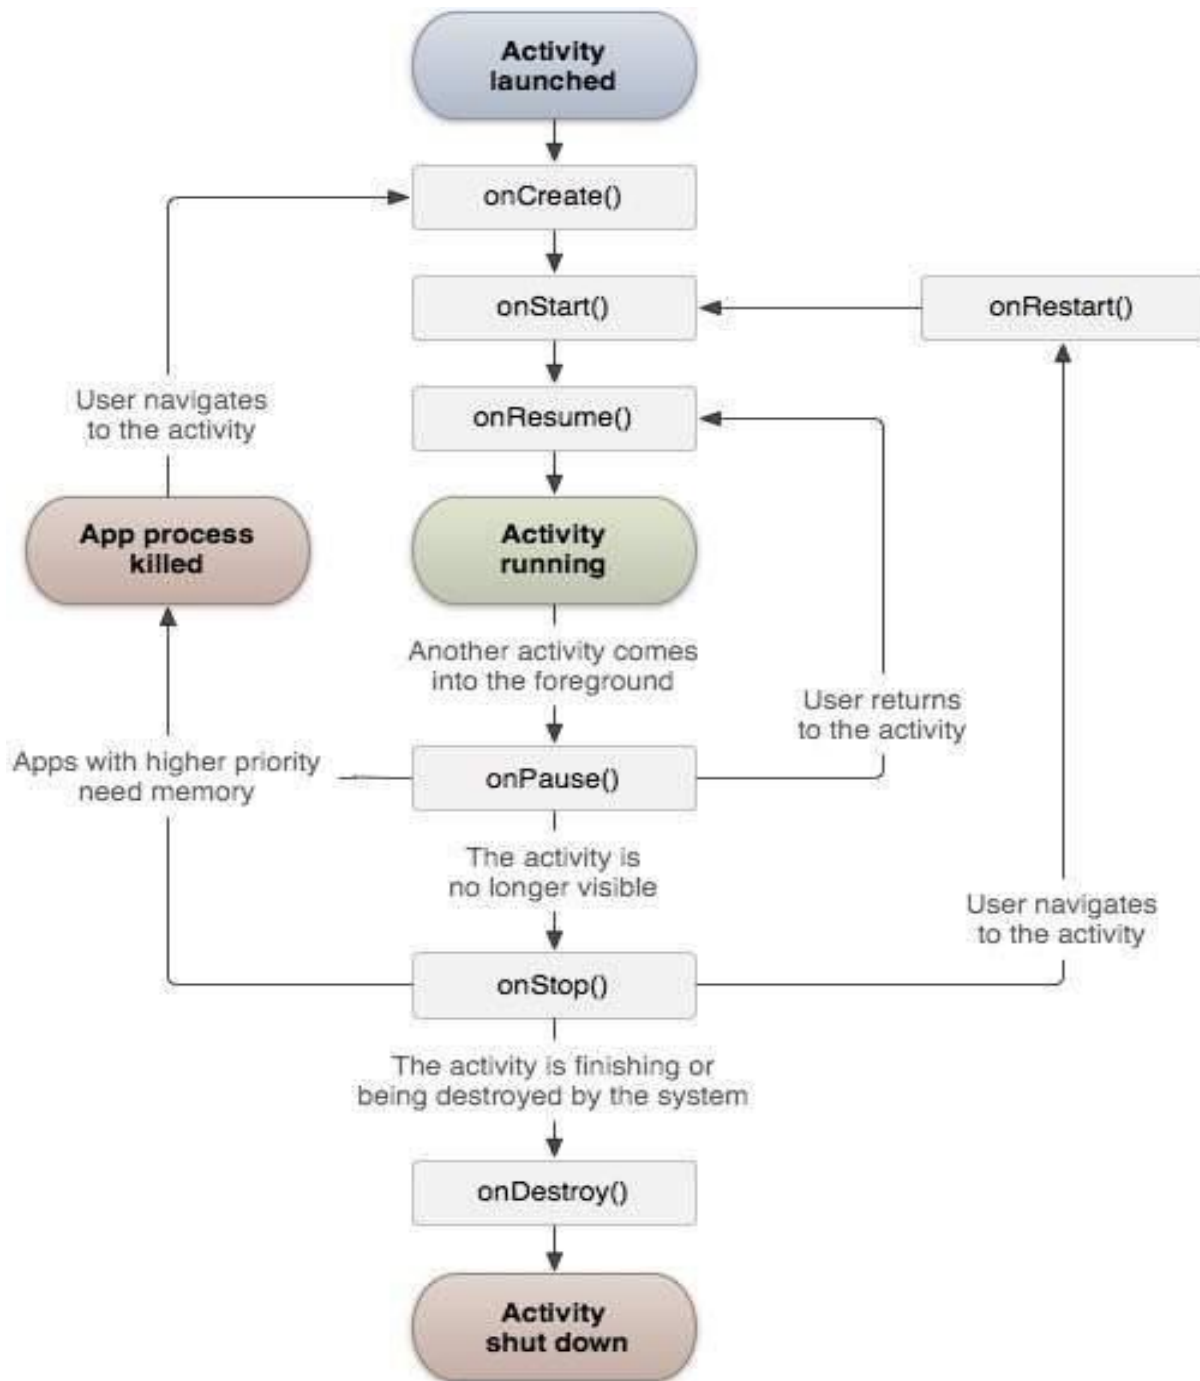 Activity
launched
onCreate()
onStart()
onRestart()
onResume()
User navigates
to the activity
App process
killed
Activity
running
Another activity comes
into the foreground
User returns
to the activity
Apps with higher priority
need memory
onPause()
The activity is
no longer visible
User navigates
to the activity
onStop()
The activity is finishing or
being destroyed by the system
onDestroy()
Activity
shut down